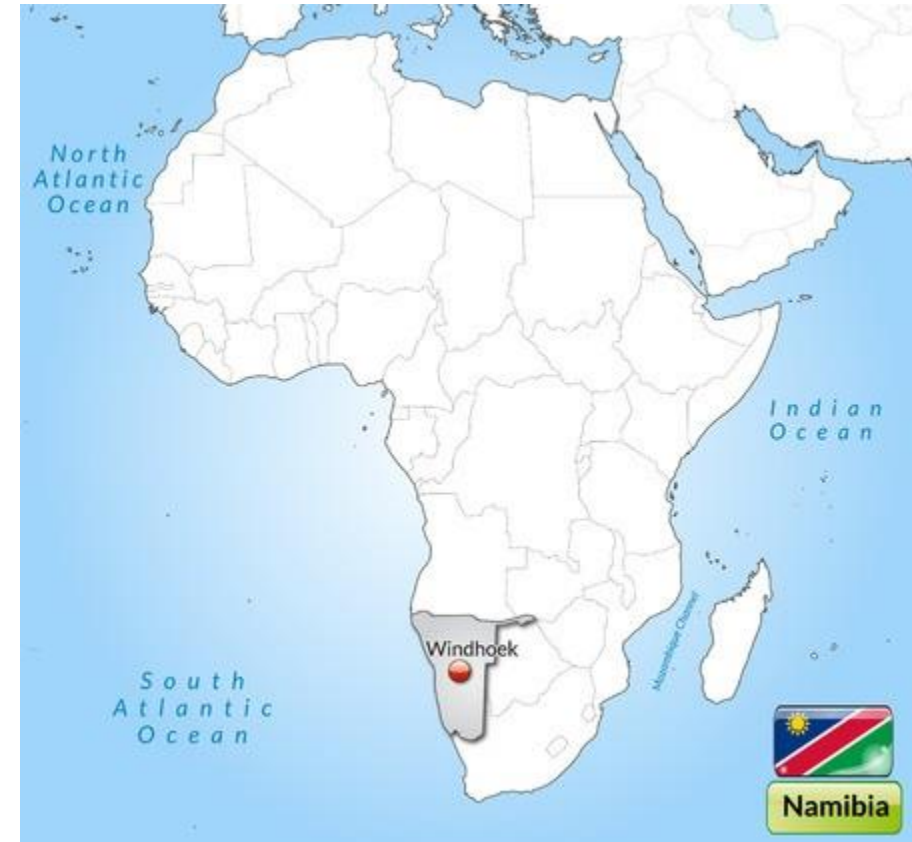 North
Atlantic
Ocean
Indian
Ocean
Windhoek
Mozambique Channel
South
Atlantic
Ocean
Namibia